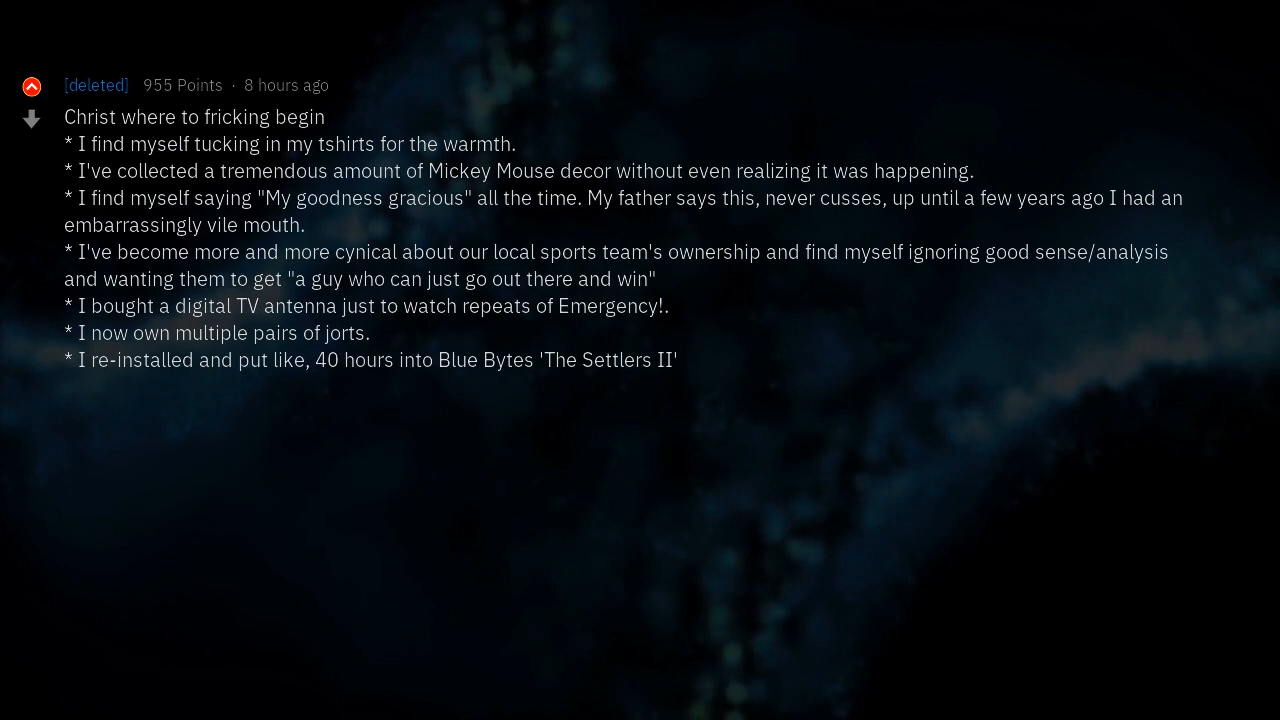 [deleted] 955 Points · 8 hours ago
Christ where to fricking begin
* I find myself tucking in my tshirts for the warmth.
* I've collected a tremendous amount of Mickey Mouse decor without even realizing it was happening.
* I find myself saying "My goodness gracious" all the time. My father says this, never cusses, up until a few years ago I had an
embarrassingly vile mouth.
* I've become more and more cynical about our local sports team's ownership and find myself ignoring good sense/analysis
and wanting them to get "a guy who can just go out there and win"
* I bought a digital TV antenna just to watch repeats of Emergency!.
* I now own multiple pairs of jorts.
* I re-installed and put like, 40 hours into Blue Bytes 'The Settlers II'